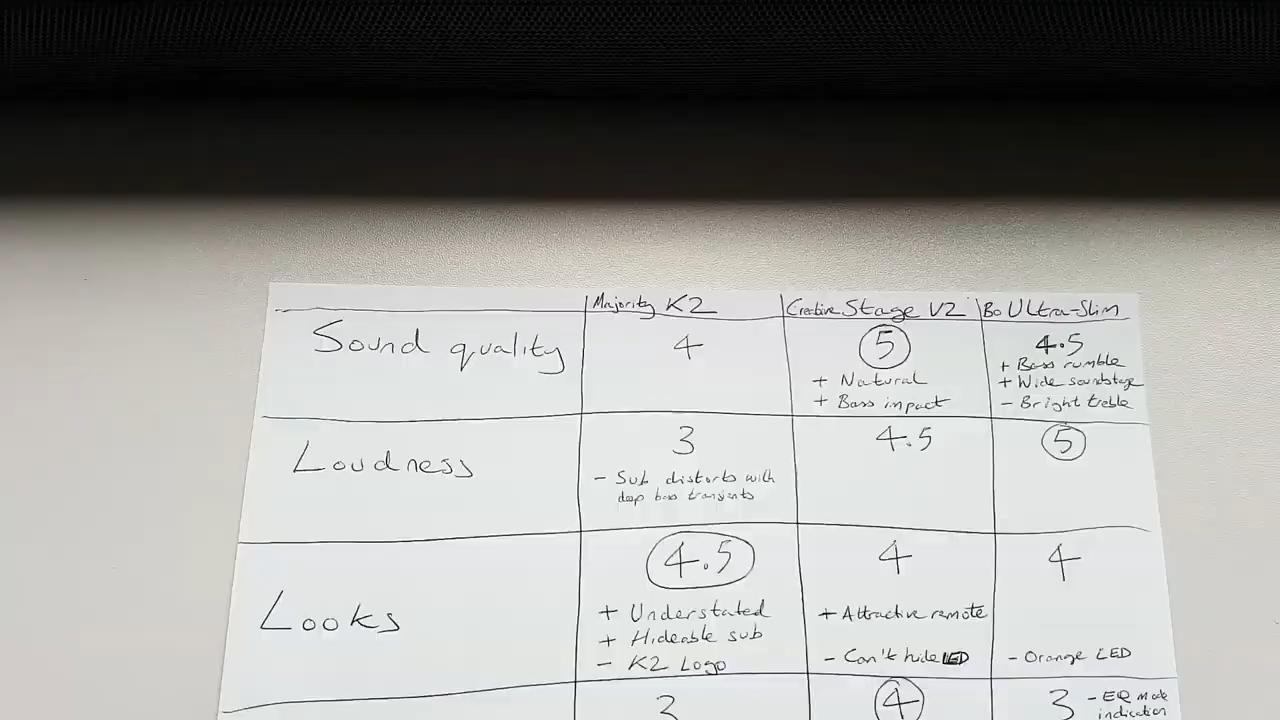 Majority K2 Creative Stage V2 Bo Ultra-Slim
Sound quality 4 5 4.5
+ Natural
+ Bass impact
+ Bass rumble
+ Wide soundstage
- Bright treble
Loudness 3 4.5 5
- Sub distorts with
deep bass transients
Looks 4.5 4 4
+ Understated
+ Hideable sub
- K2 Logo
+ Attractive remote
- Can't hide LED
- Orange LED
3 4 3
- EQ mode
indication